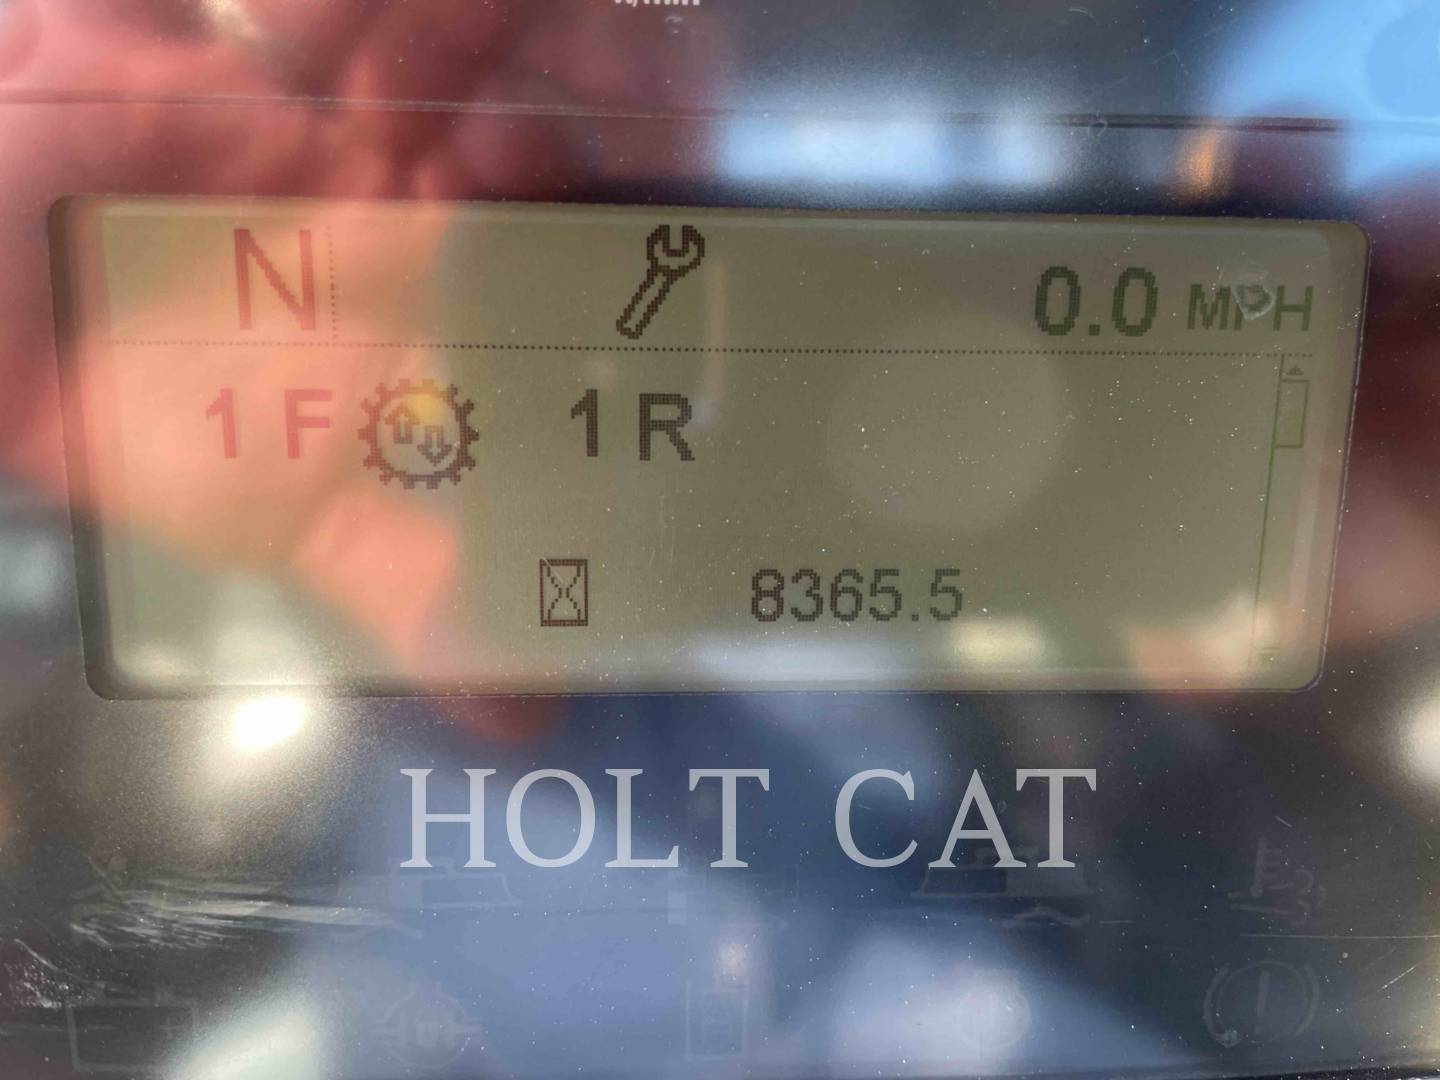 N 0.0 MPH
1 F 1 R
8365.5
HOLT CAT